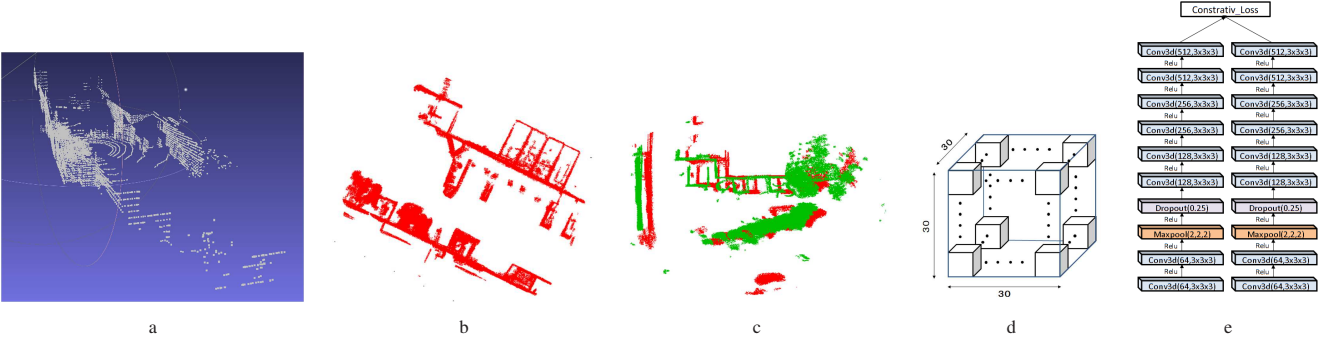 Constrativ_Loss
Conv3d(512,3x3x3) Conv3d(512,3x3x3)
Relu Relu
Conv3d(512,3x3x3) Conv3d(512,3x3x3)
Relu Relu
Conv3d(256,3x3x3) Conv3d(256,3x3x3)
Relu Relu
Conv3d(256,3x3x3) Conv3d(256,3x3x3)
Relu Relu
Conv3d(128,3x3x3) Conv3d(128,3x3x3)
Relu Relu
Conv3d(128,3x3x3) Conv3d(128,3x3x3)
Relu Relu
Dropout(0.25) Dropout(0.25)
Relu Relu
Maxpool(2,2,2) Maxpool(2,2,2)
Relu Relu
Conv3d(64,3x3x3) Conv3d(64,3x3x3)
Relu Relu
Conv3d(64,3x3x3) Conv3d(64,3x3x3)
30
30
30
a b c d e